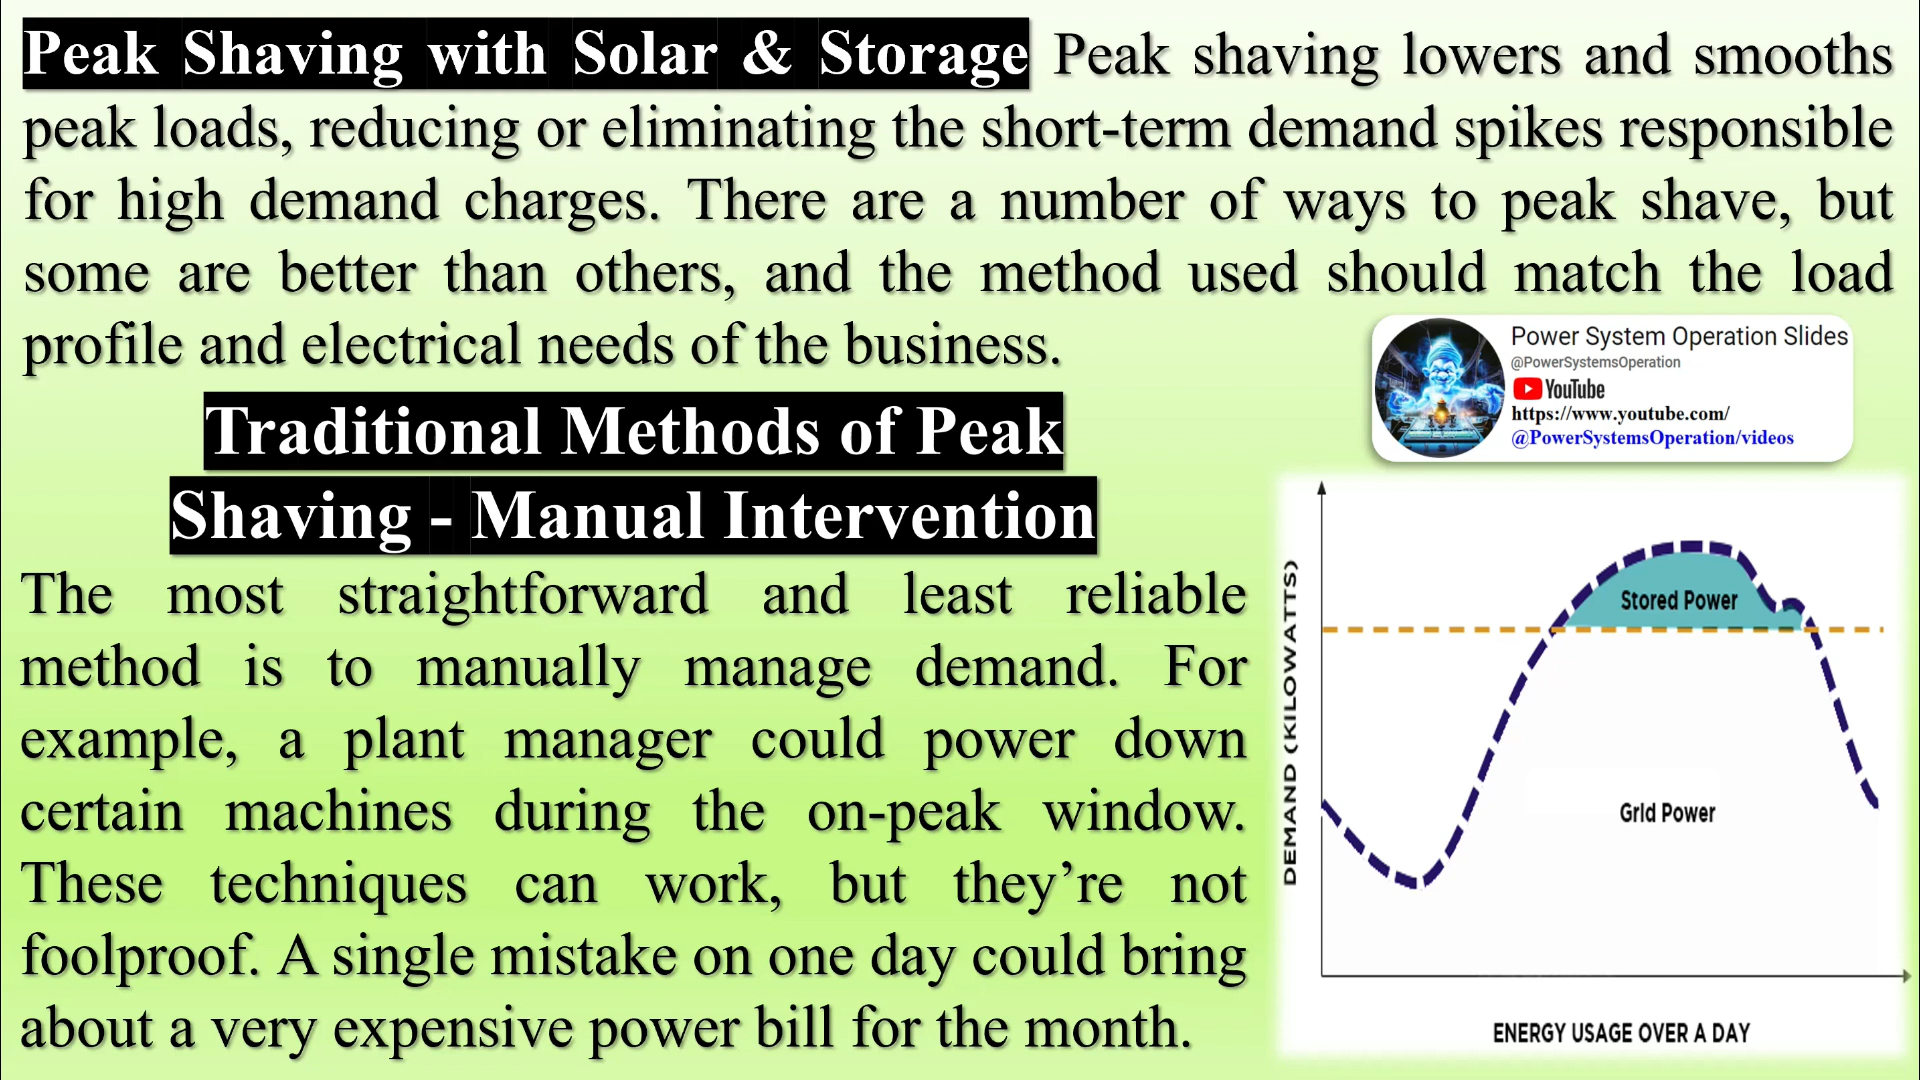 Peak Shaving with Solar & Storage Peak shaving lowers and smooths
peak loads, reducing or eliminating the short-term demand spikes responsible
for high demand charges. There are a number of ways to peak shave, but
some are better than others, and the method used should match the load
profile and electrical needs of the business.
Power System Operation Slides
@PowerSystemsOperation
YouTube
https://www.youtube.com/
@PowerSystemsOperation/videos
Traditional Methods of Peak
Shaving - Manual Intervention
The most straightforward and least reliable
method is to manually manage demand. For
example, a plant manager could power down
certain machines during the on-peak window.
These techniques can work, but they’re not
foolproof. A single mistake on one day could bring
about a very expensive power bill for the month.
DEMAND (KILOWATTS)
Stored Power
Grid Power
ENERGY USAGE OVER A DAY